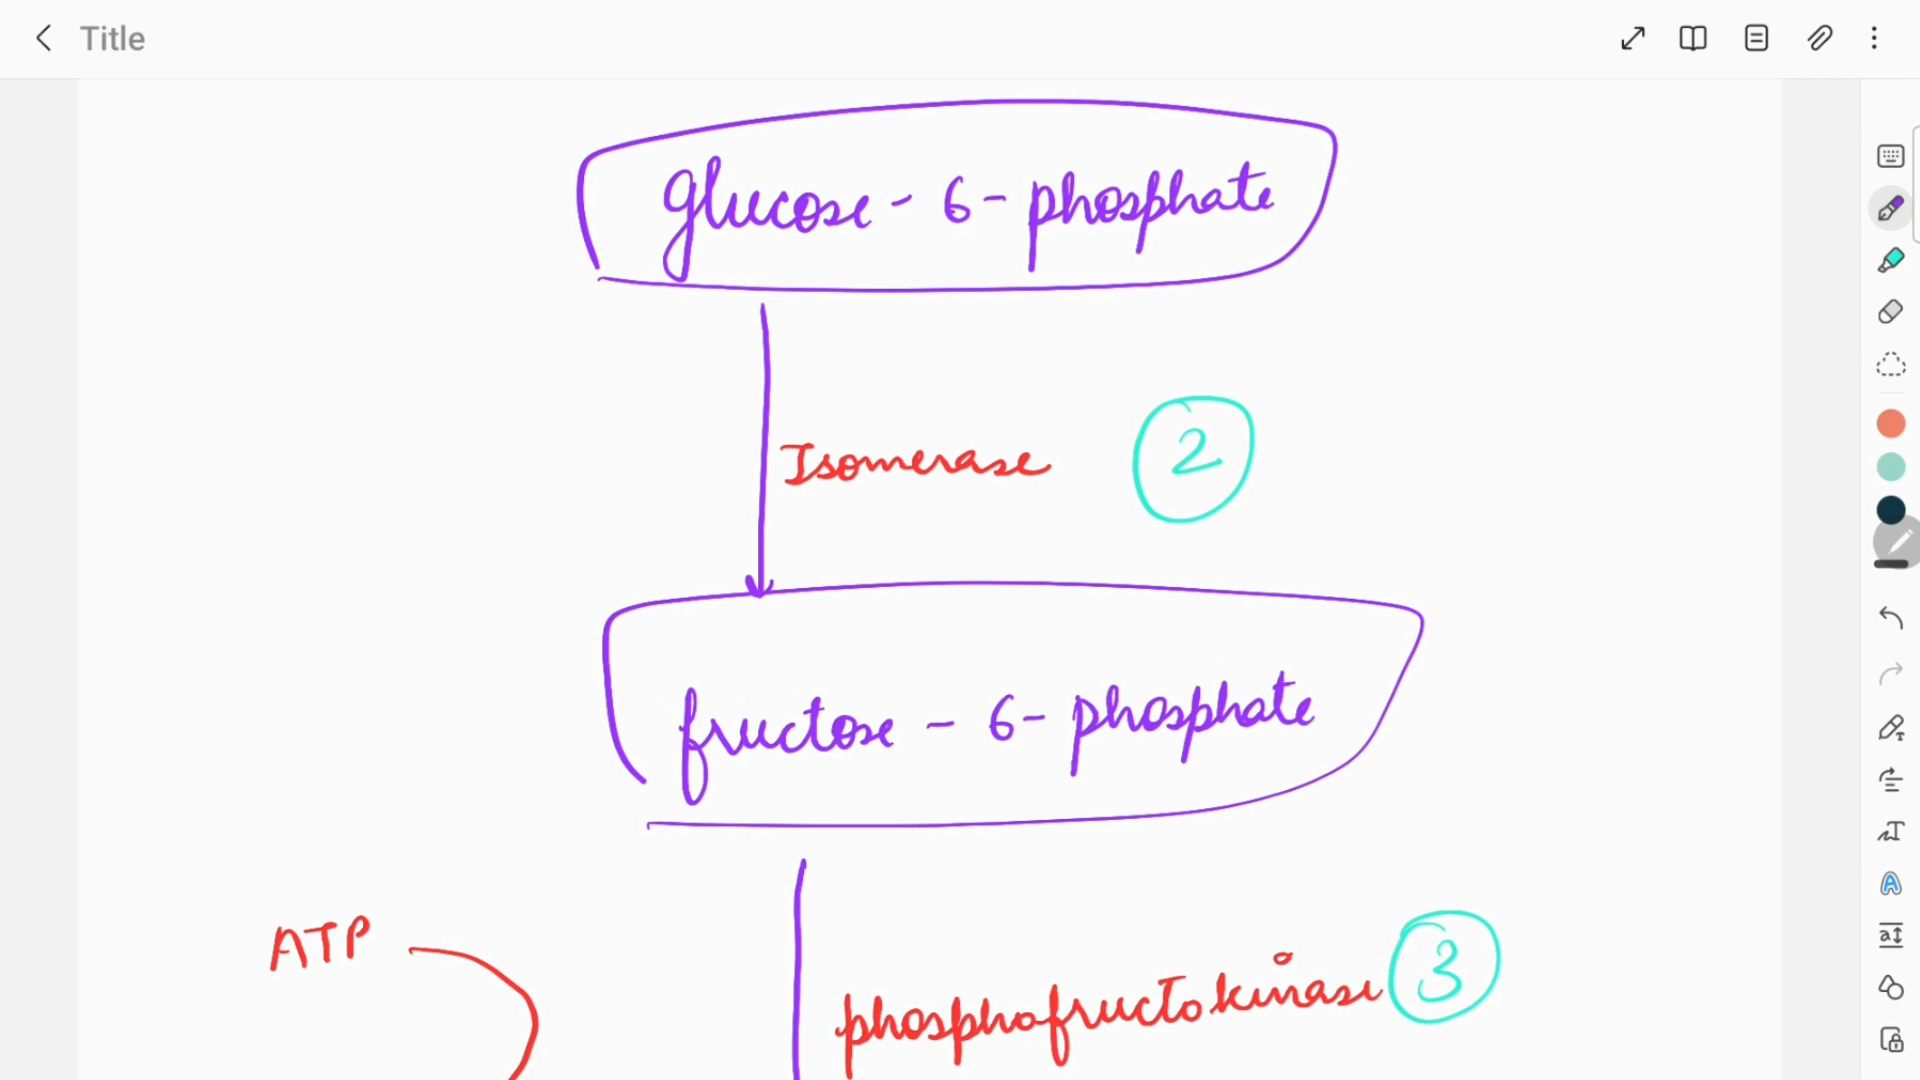 Title
glucose - 6 - phosphate
Isomerase 2
fructose - 6 - phosphate
ATP
phosphofructokinase 3